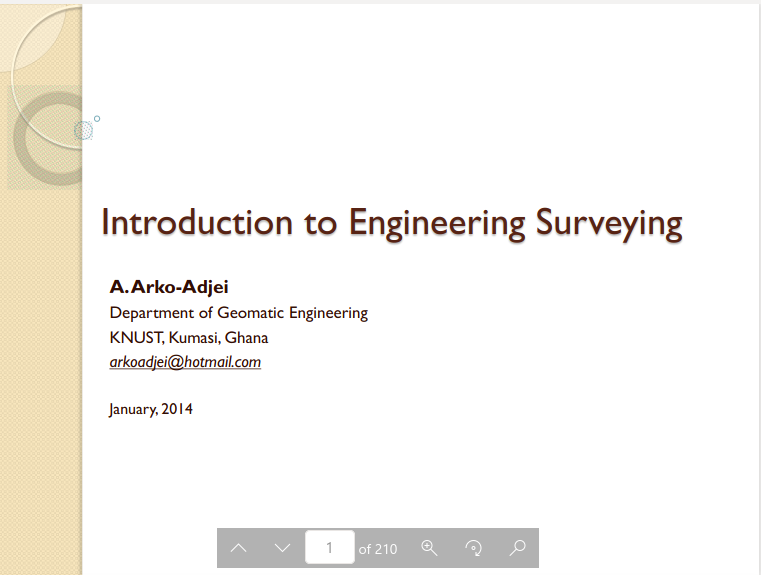 Introduction to Engineering Surveying
A. Arko-Adjei
Department of Geomatic Engineering
KNUST, Kumasi, Ghana
arkoadjei@hotmail.com
January, 2014
1 of 210